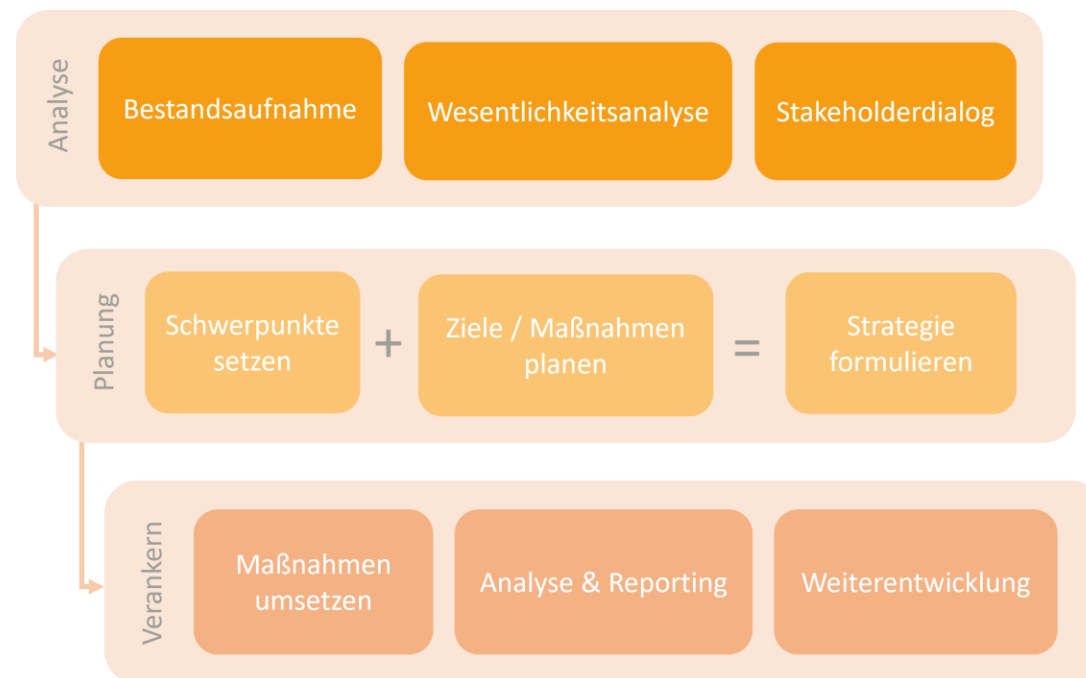 Analyse
Bestandsaufnahme
Wesentlichkeitsanalyse
Stakeholderdialog
Planung
Schwerpunkte
setzen
+
Ziele / Maßnahmen
planen
=
Strategie
formulieren
Verankern
Maßnahmen
umsetzen
Analyse & Reporting
Weiterentwicklung